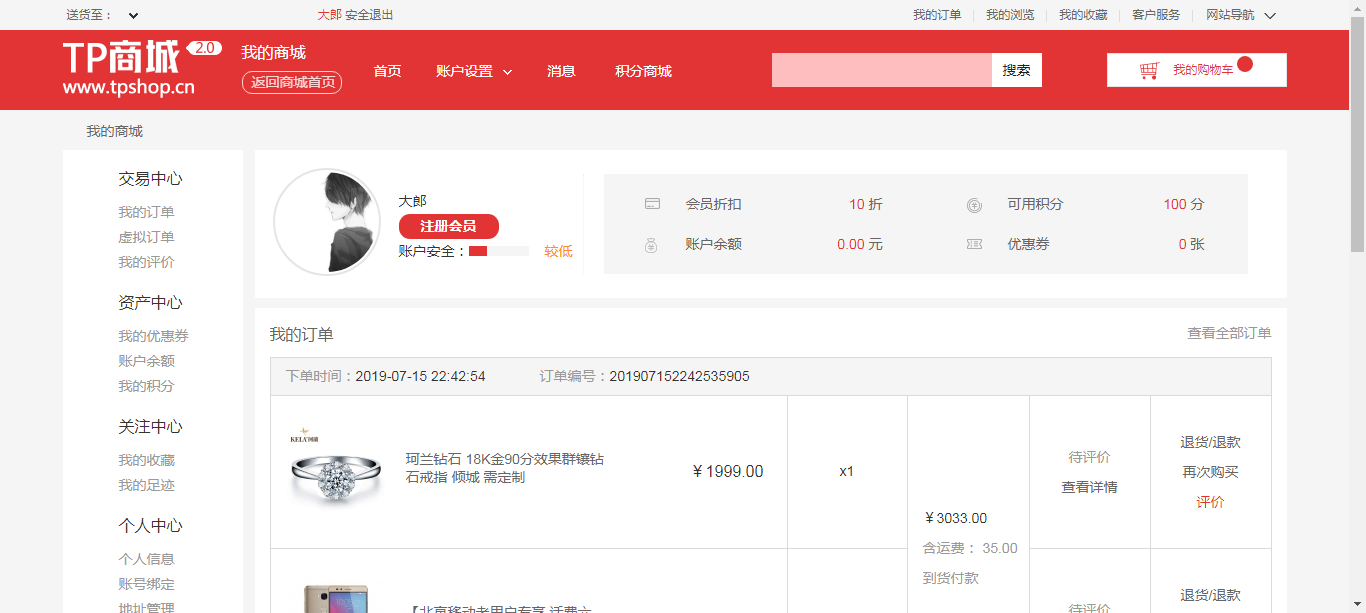 送货至：
大郎 安全退出
我的订单
我的浏览
我的收藏
客户服务
网站导航
TP商城 2.0
www.tpshop.cn
我的商城
返回商城首页
首页
账户设置
消息
积分商城
搜索
我的购物车
我的商城
交易中心
我的订单
虚拟订单
我的评价
资产中心
我的优惠券
账户余额
我的积分
关注中心
我的收藏
我的足迹
个人中心
个人信息
账号绑定
地址管理
大郎
注册会员
账户安全：
较低
会员折扣 10 折
可用积分 100 分
账户余额 0.00 元
优惠券 0 张
我的订单
查看全部订单
下单时间：2019-07-15 22:42:54
订单编号：201907152242535905
珂兰钻石 18K金90分效果群镶钻
石戒指 倾城 需定制
￥1999.00
x1
￥3033.00
含运费： 35.00
到货付款
待评价
查看详情
退货/退款
再次购买
评价
【北京移动老用户专享 话费六
待评价
退货/退款